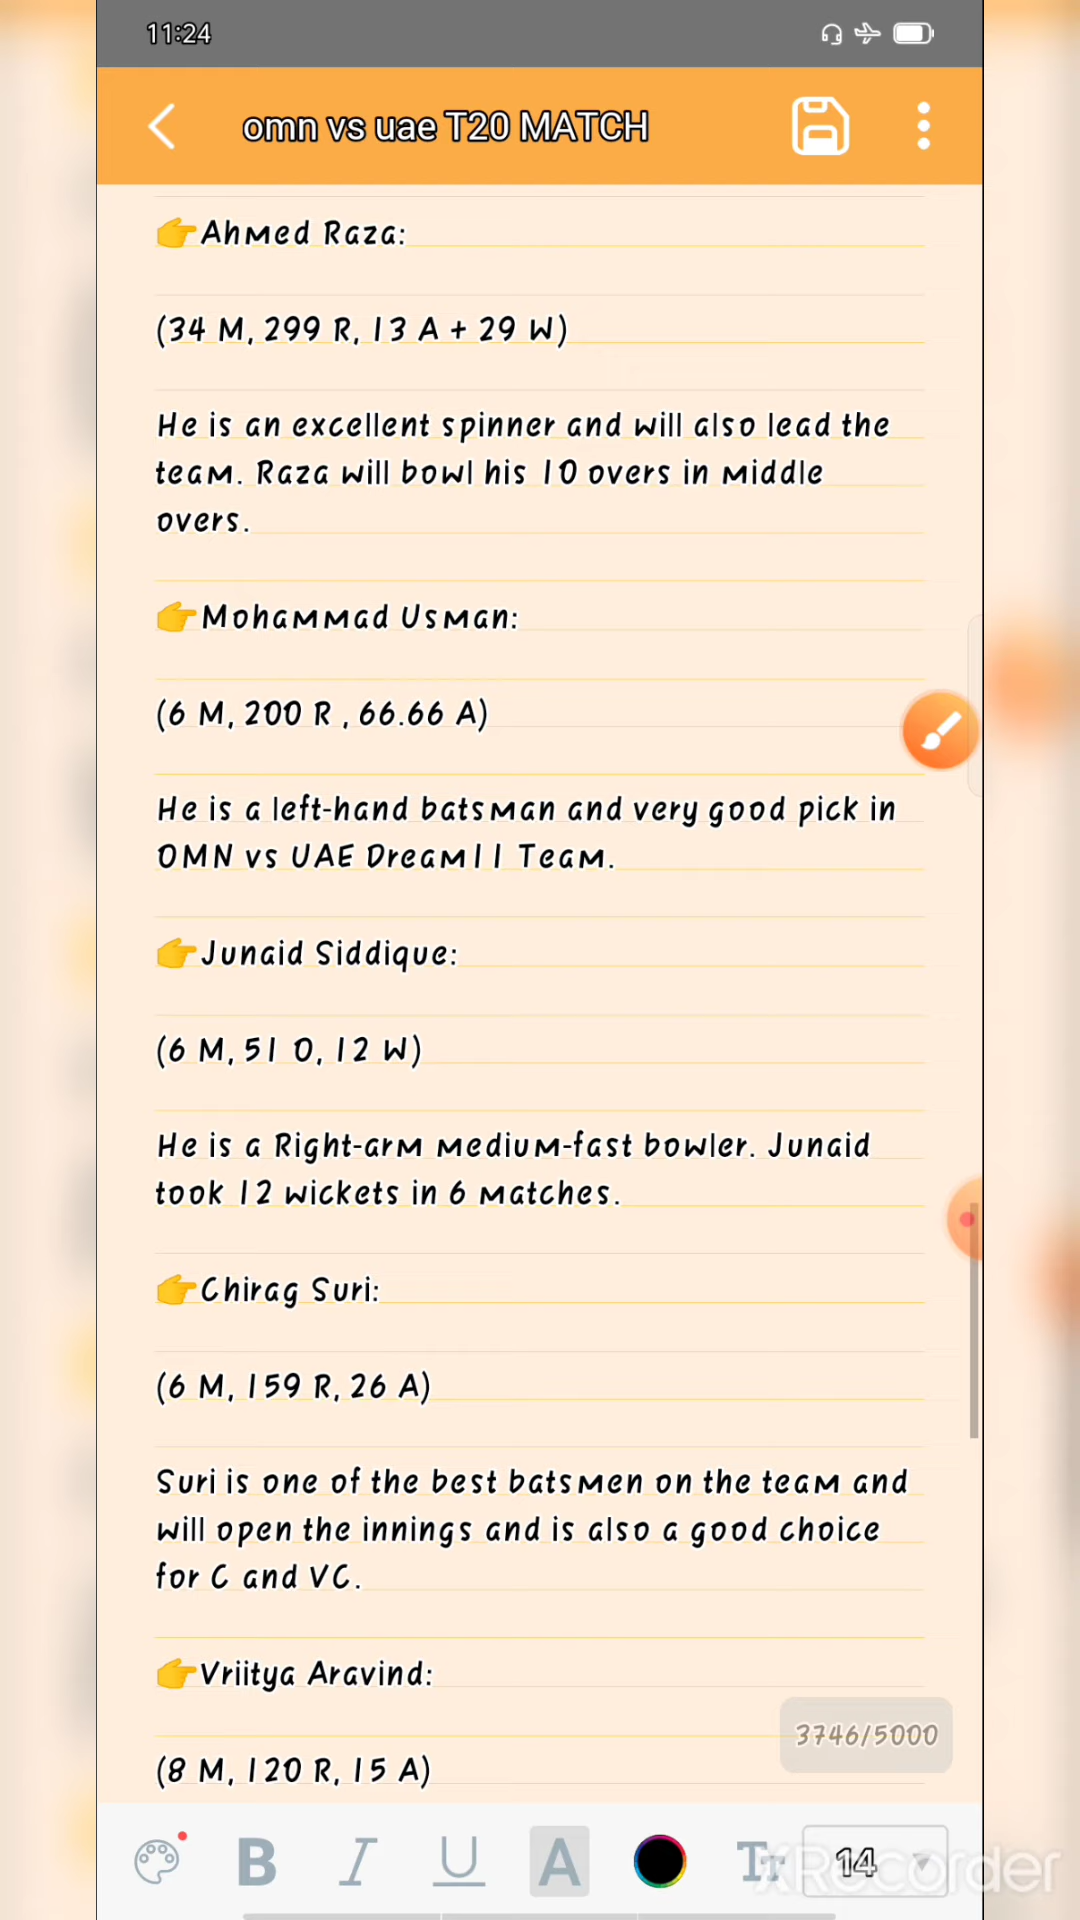 11:24
omn vs uae T20 MATCH
👉Ahmed Raza:
(34 M, 299 R, 13 A + 29 W)
He is an excellent spinner and will also lead the
team. Raza will bowl his 10 overs in middle
overs.
👉Mohammad Usman:
(6 M, 200 R , 66.66 A)
He is a left-hand batsman and very good pick in
OMN vs UAE Dream11 Team.
👉Junaid Siddique:
(6 M, 51 O, 12 W)
He is a Right-arm medium-fast bowler. Junaid
took 12 wickets in 6 matches.
👉Chirag Suri:
(6 M, 159 R, 26 A)
Suri is one of the best batsmen on the team and
will open the innings and is also a good choice
for C and VC.
👉Vriitya Aravind:
3746/5000
(8 M, 120 R, 15 A)
B I U A Tт 14
XRecorder